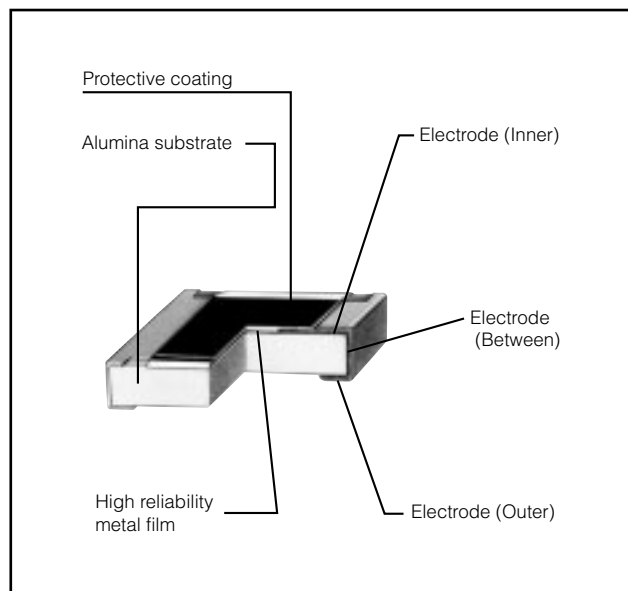 Protective coating
Alumina substrate
Electrode (Inner)
Electrode
(Between)
High reliability
metal film
Electrode (Outer)